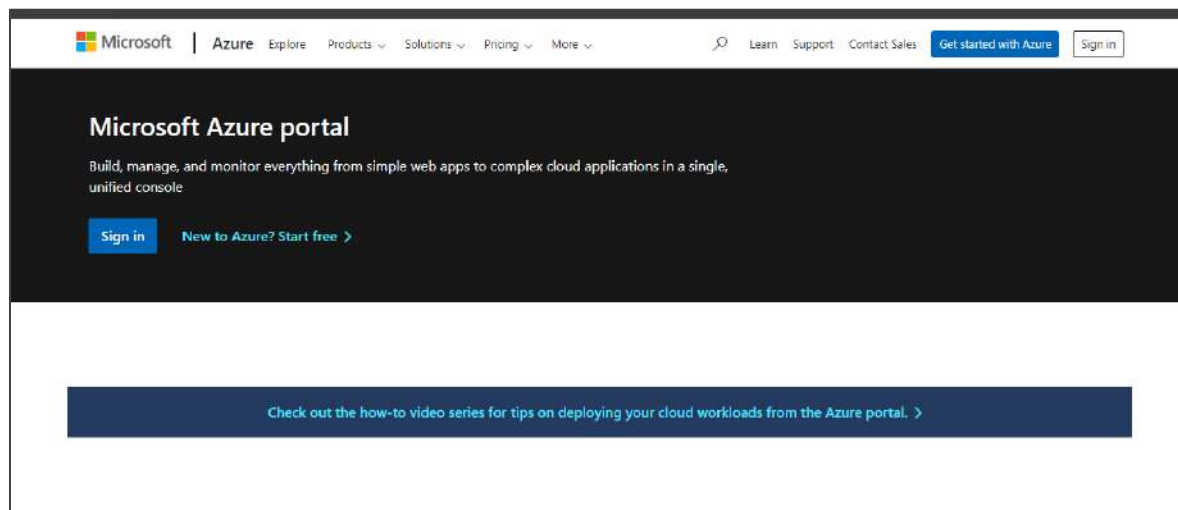 Microsoft | Azure Explore Products Solutions Pricing More Learn Support Contact Sales Get started with Azure Sign in
Microsoft Azure portal
Build, manage, and monitor everything from simple web apps to complex cloud applications in a single,
unified console
Sign in New to Azure? Start free >
Check out the how-to video series for tips on deploying your cloud workloads from the Azure portal. >